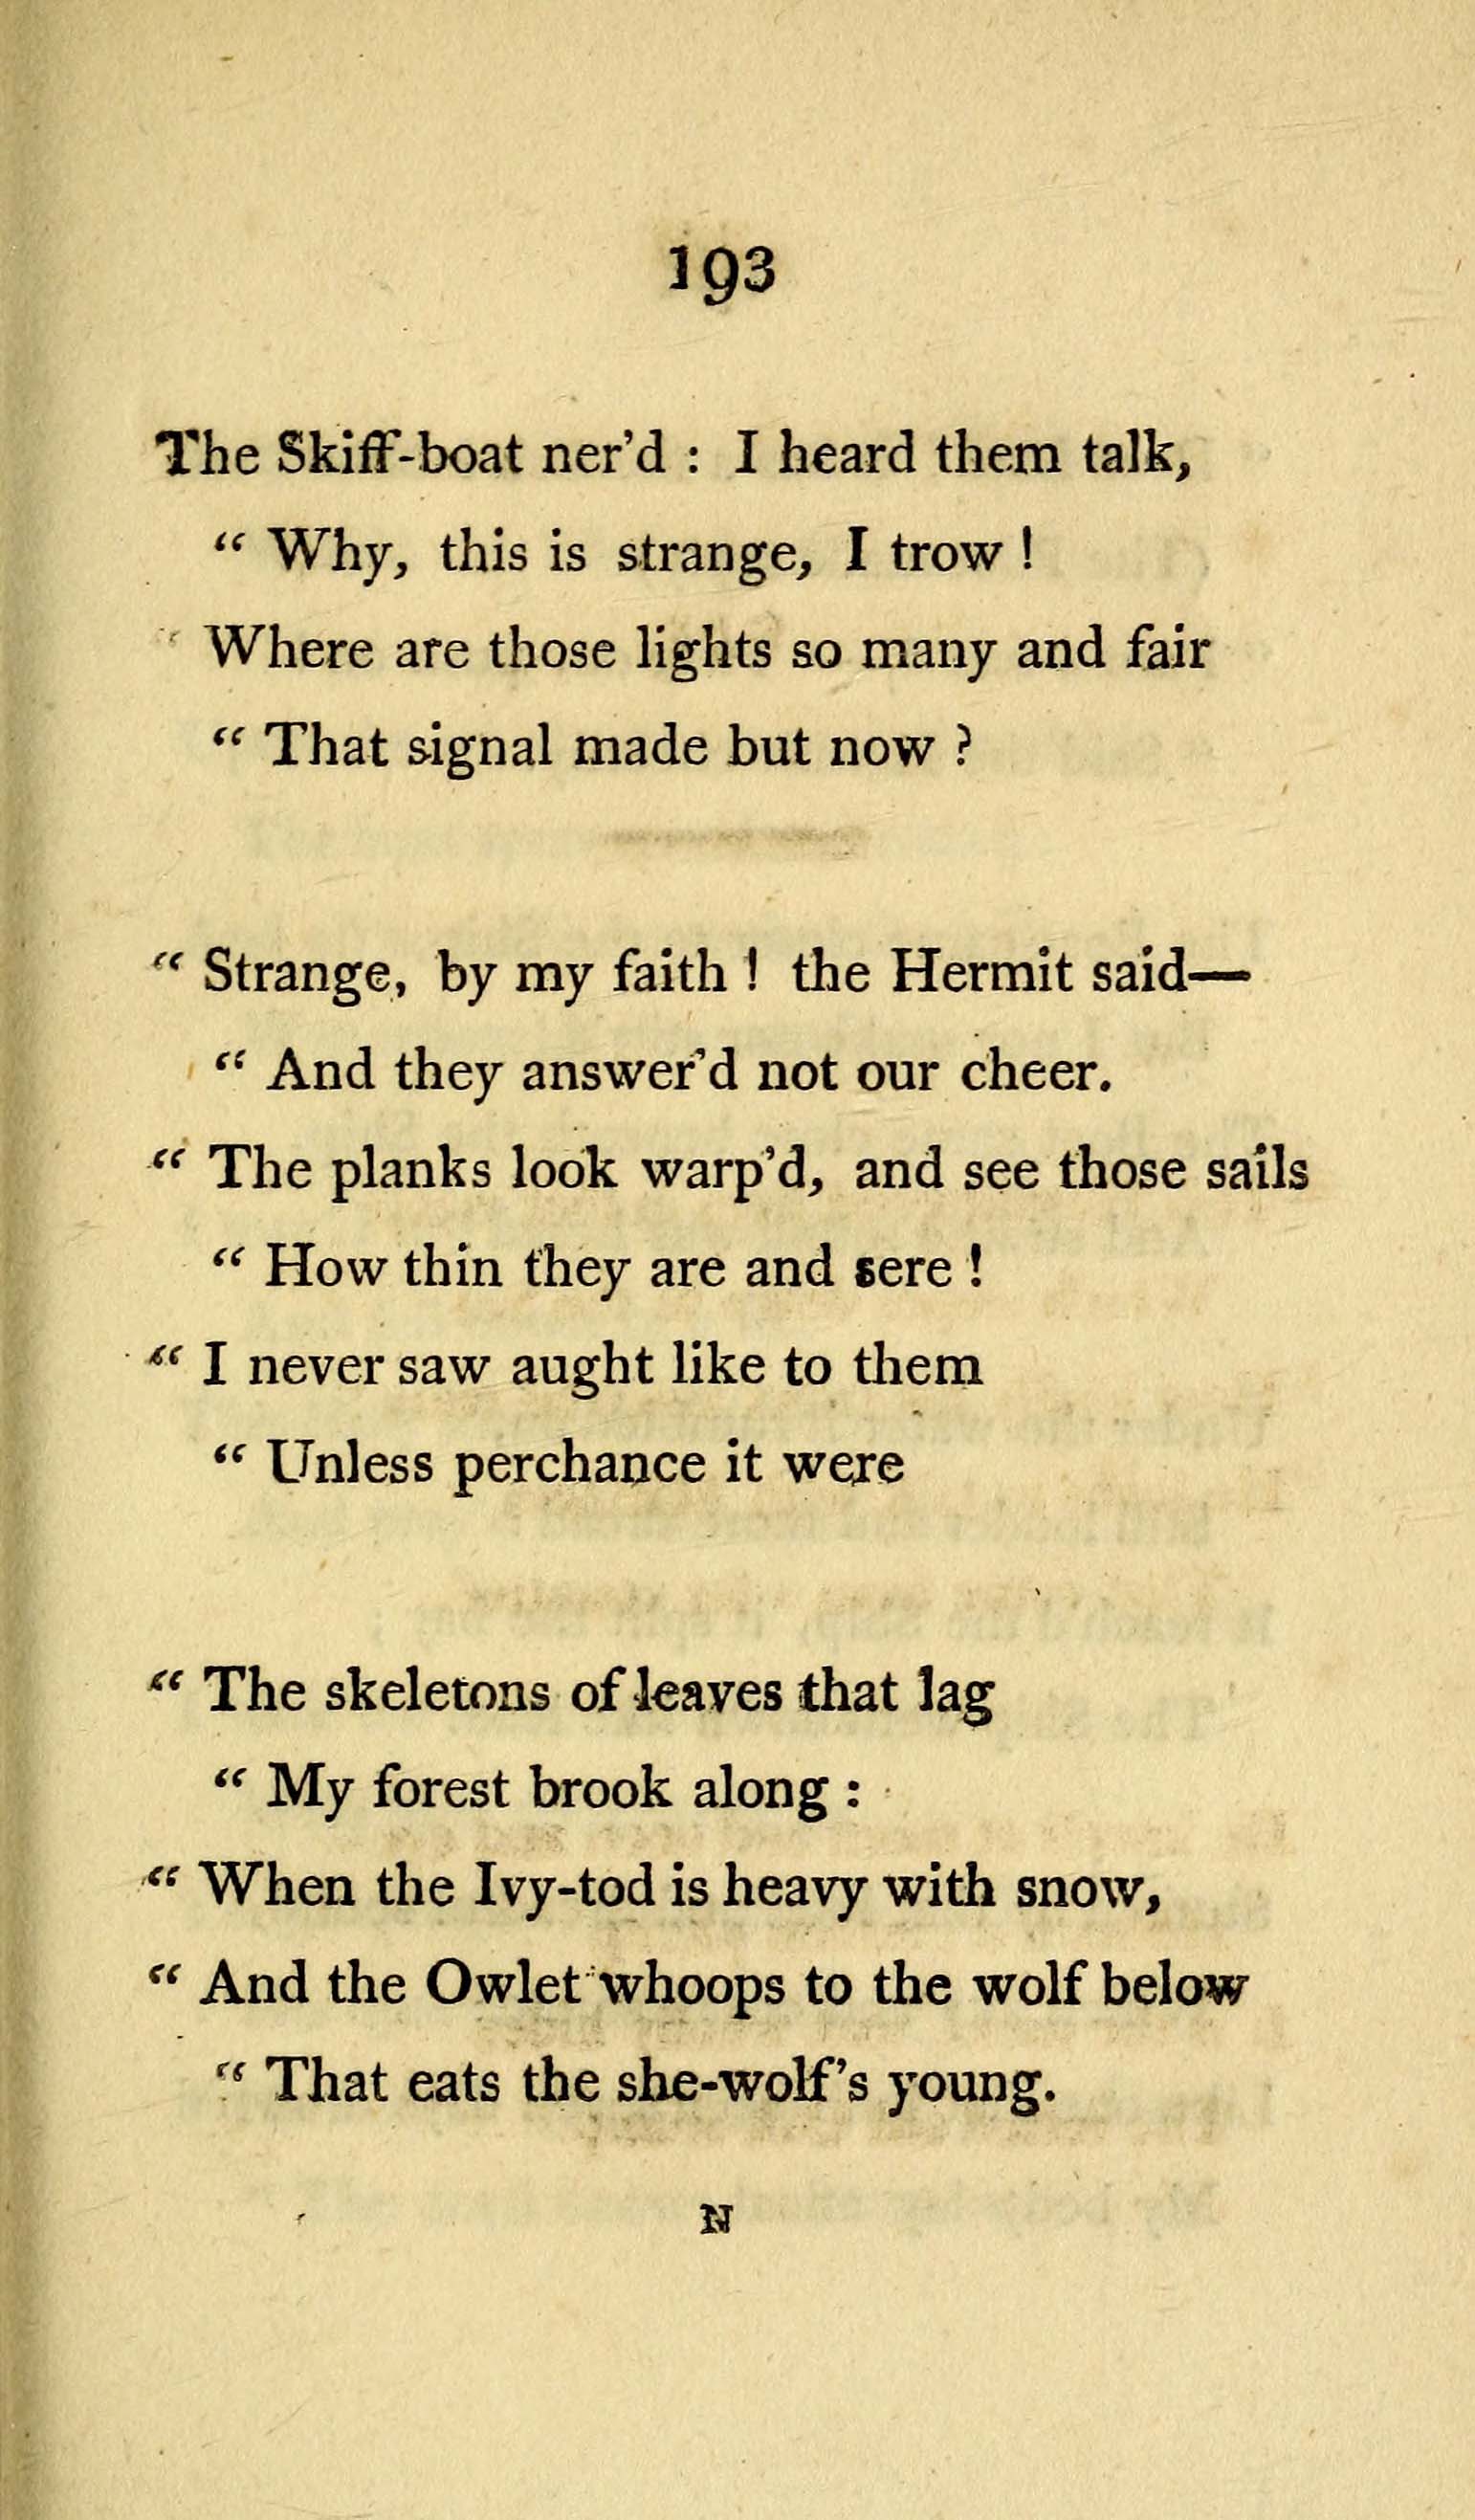 193
The Skiff-boat ner'd : I heard them talk,
“ Why, this is strange, I trow !
‘ Where are those lights so many and fair
“ That signal made but now ?
“ Strange, by my faith ! the Hermit said—
“ And they answer'd not our cheer.
“ The planks look warp'd, and see those sails
“ How thin they are and sere !
“ I never saw aught like to them
“ Unless perchance it were
“ The skeletons of leaves that lag
“ My forest brook along :
“ When the Ivy-tod is heavy with snow,
“ And the Owlet whoops to the wolf below
“ That eats the she-wolf's young.
N